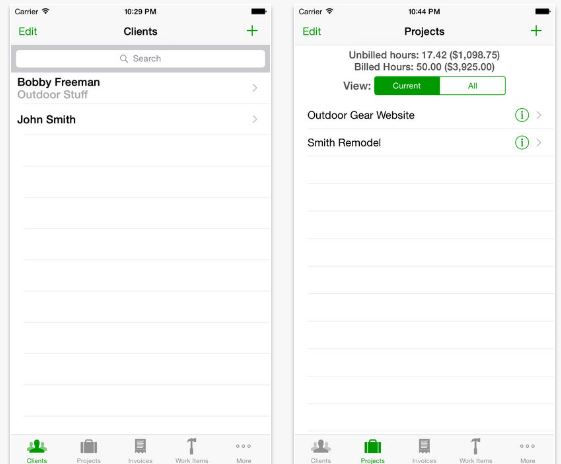 Carrier 10:29 PM
Edit Clients +
Search
Bobby Freeman
Outdoor Stuff
John Smith
Clients Projects Invoices Work Items More
Carrier 10:44 PM
Edit Projects +
Unbilled hours: 17.42 ($1,098.75)
Billed Hours: 50.00 ($3,925.00)
View: Current All
Outdoor Gear Website i
Smith Remodel i
Clients Projects Invoices Work Items More